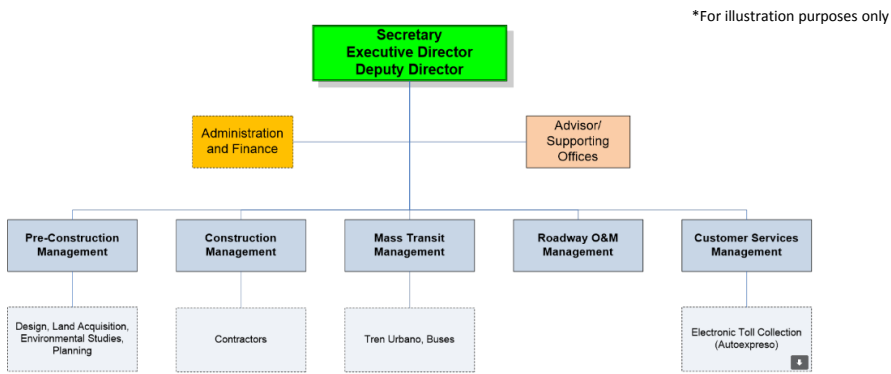 *For illustration purposes only
Secretary
Executive Director
Deputy Director
Administration
and Finance
Advisor/
Supporting
Offices
Pre-Construction
Management
Construction
Management
Mass Transit
Management
Roadway O&M
Management
Customer Services
Management
Design, Land Acquisition,
Environmental Studies,
Planning
Contractors
Tren Urbano, Buses
Electronic Toll Collection
(Autoexpreso)